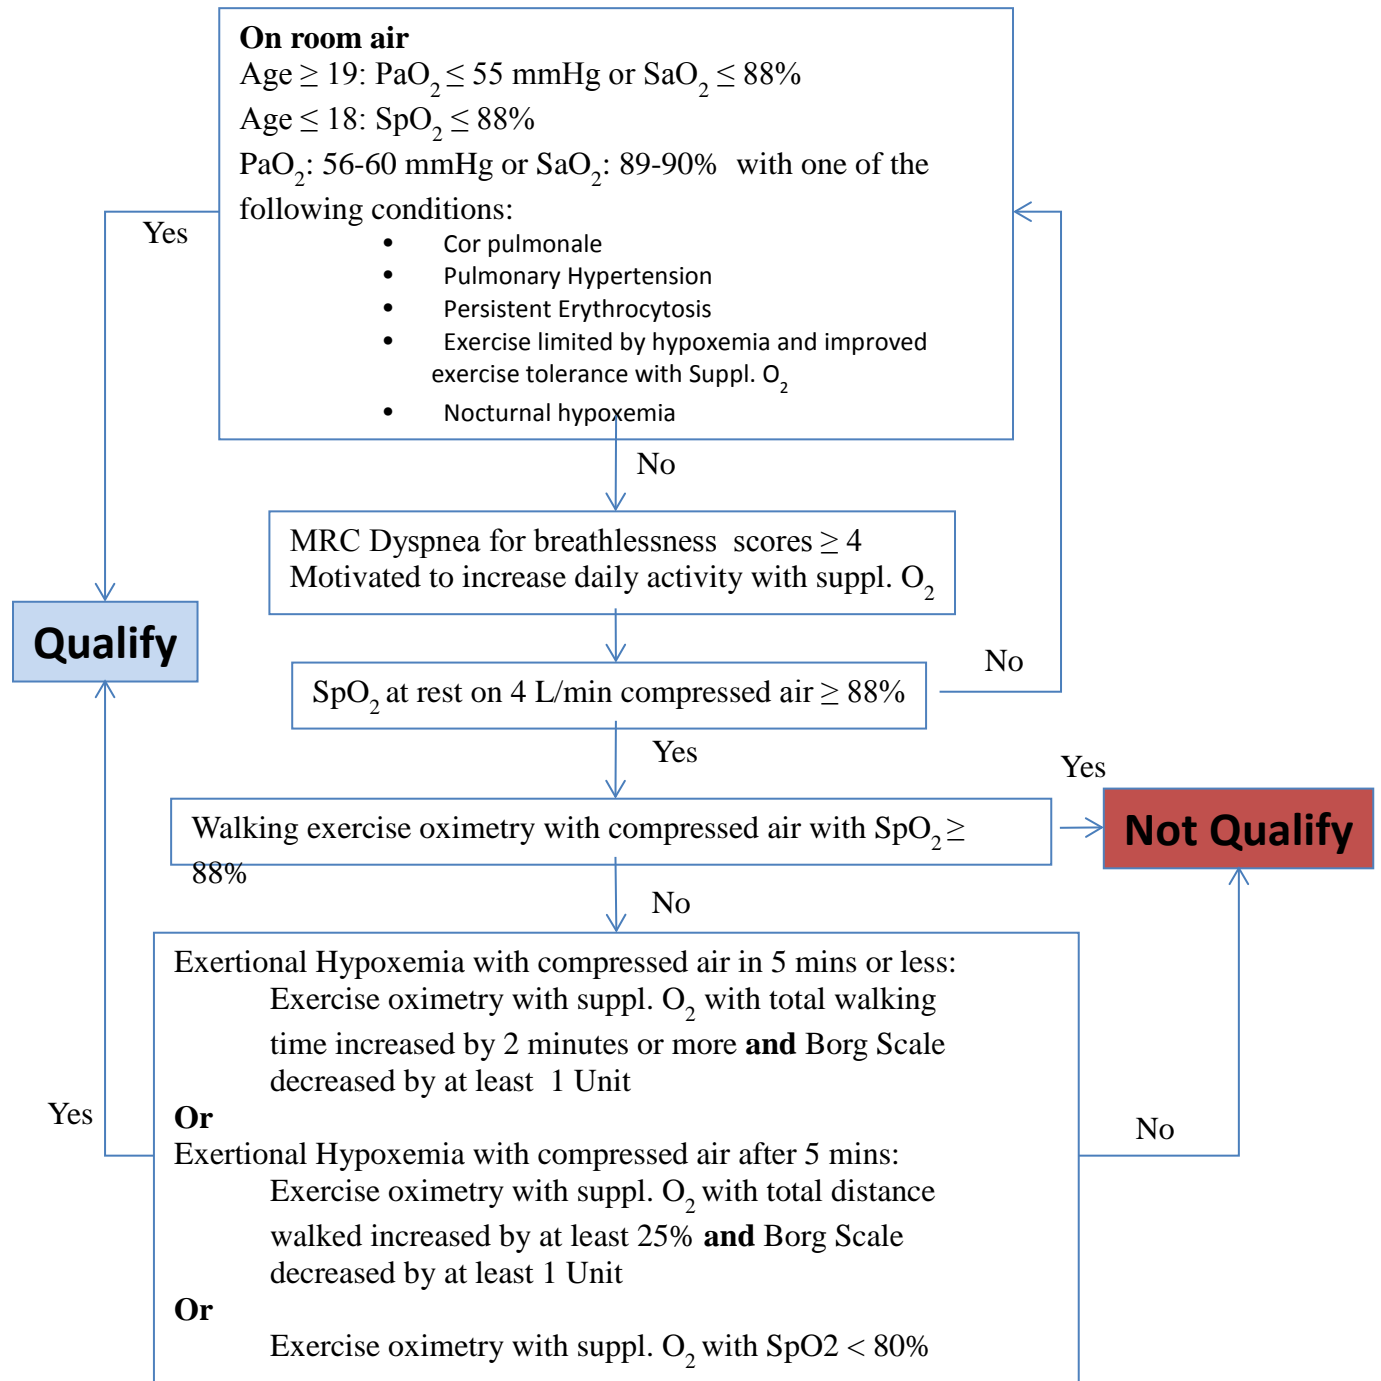 On room air
Age ≥ 19: PaO₂ ≤ 55 mmHg or SaO₂ ≤ 88%
Age ≤ 18: SpO₂ ≤ 88%
PaO₂: 56-60 mmHg or SaO₂: 89-90% with one of the
following conditions:
• Cor pulmonale
• Pulmonary Hypertension
• Persistent Erythrocytosis
• Exercise limited by hypoxemia and improved
exercise tolerance with Suppl. O₂
• Nocturnal hypoxemia
Yes
No
MRC Dyspnea for breathlessness scores ≥ 4
Motivated to increase daily activity with suppl. O₂
Qualify
No
SpO₂ at rest on 4 L/min compressed air ≥ 88%
Yes
Yes
Walking exercise oximetry with compressed air with SpO₂ ≥
88%
Not Qualify
No
Exertional Hypoxemia with compressed air in 5 mins or less:
Exercise oximetry with suppl. O₂ with total walking
time increased by 2 minutes or more and Borg Scale
decreased by at least 1 Unit
Yes
Or
No
Exertional Hypoxemia with compressed air after 5 mins:
Exercise oximetry with suppl. O₂ with total distance
walked increased by at least 25% and Borg Scale
decreased by at least 1 Unit
Or
Exercise oximetry with suppl. O₂ with SpO2 < 80%